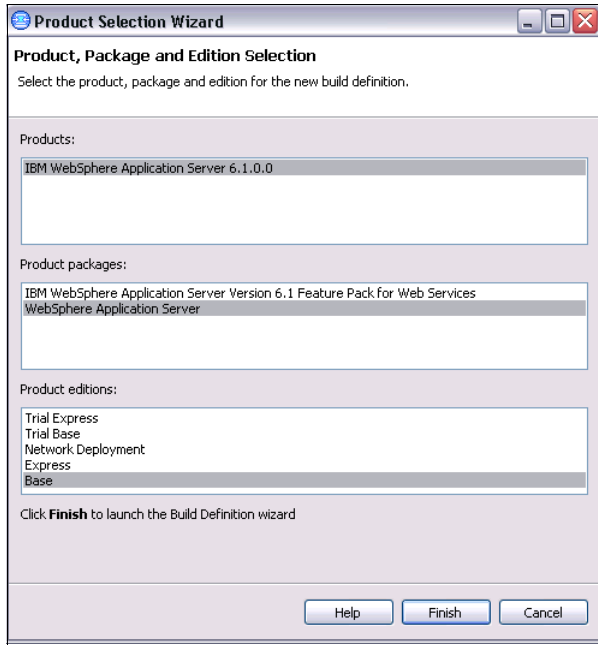 Product Selection Wizard
Product, Package and Edition Selection
Select the product, package and edition for the new build definition.
Products:
IBM WebSphere Application Server 6.1.0.0
Product packages:
IBM WebSphere Application Server Version 6.1 Feature Pack for Web Services
WebSphere Application Server
Product editions:
Trial Express
Trial Base
Network Deployment
Express
Base
Click Finish to launch the Build Definition wizard
Help Finish Cancel